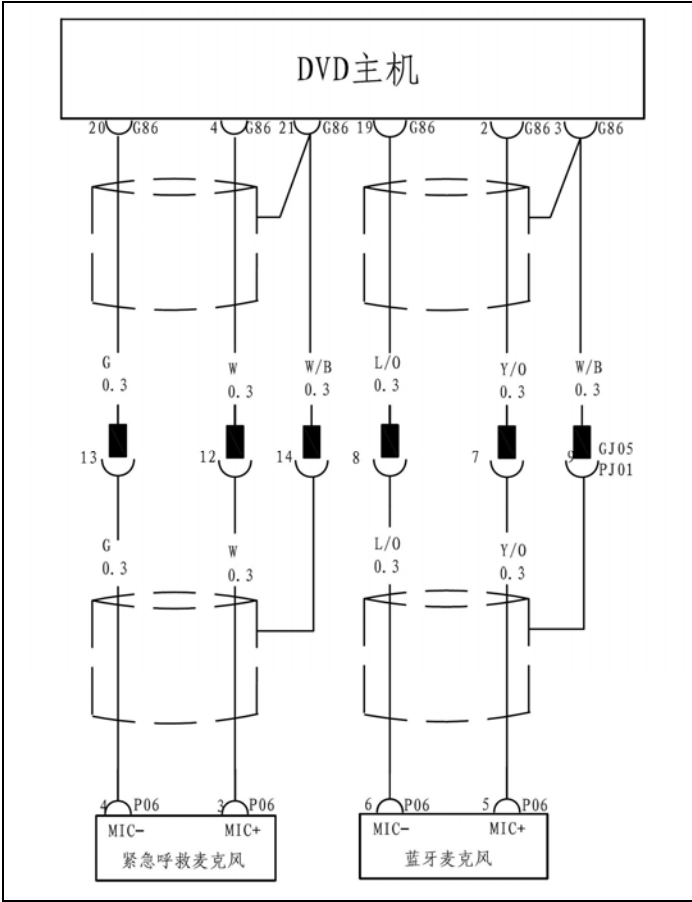 DVD主机
20 G86 4 G86 21 G86 19 G86 2 G86 3 G86
G W W/B L/O Y/O W/B
0.3 0.3 0.3 0.3 0.3 0.3
13 12 14 8 7 9 GJ05
PJ01
G W L/O Y/O
0.3 0.3 0.3 0.3
4 P06 3 P06 6 P06 5 P06
MIC- MIC+ MIC- MIC+
紧急呼救麦克风 蓝牙麦克风